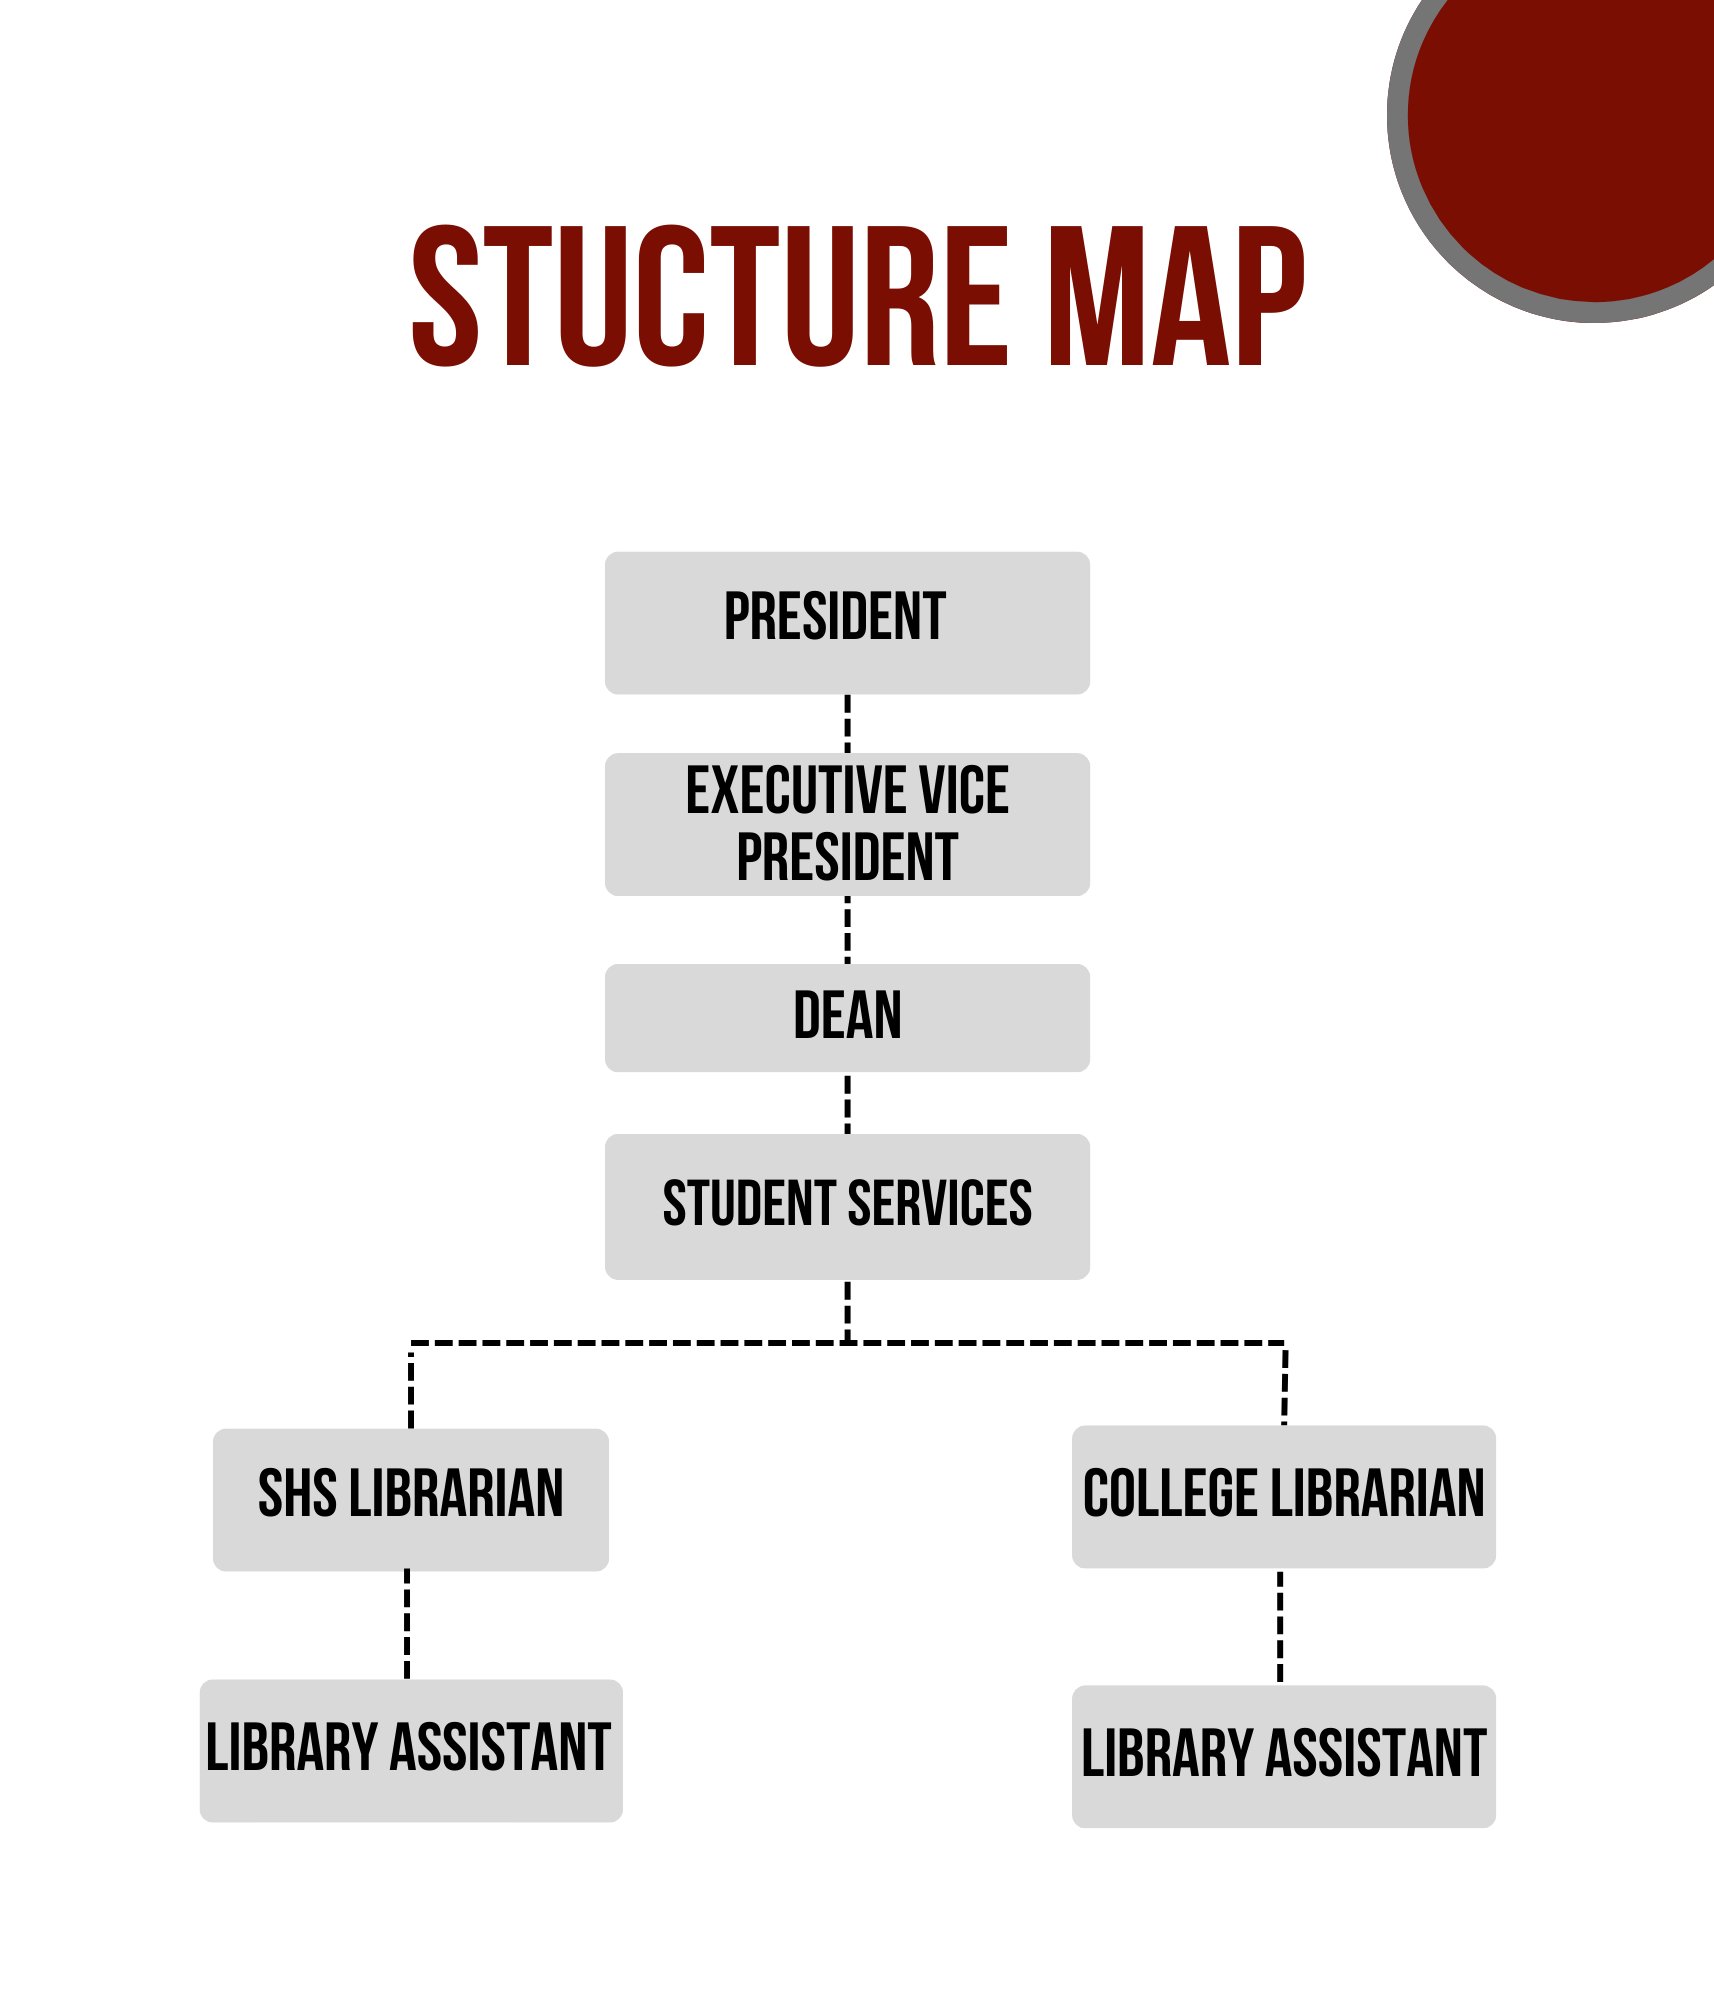 STUCTURE MAP
PRESIDENT
EXECUTIVE VICE
PRESIDENT
DEAN
STUDENT SERVICES
SHS LIBRARIAN
COLLEGE LIBRARIAN
LIBRARY ASSISTANT
LIBRARY ASSISTANT